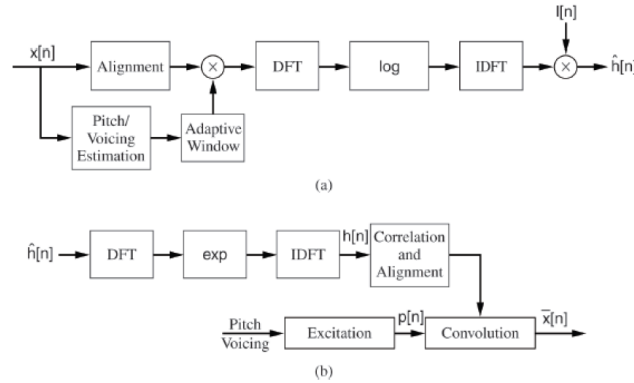 l[n]
x[n]
Alignment
×
DFT
log
IDFT
×
ĥ[n]
Pitch/
Voicing
Estimation
Adaptive
Window
(a)
ĥ[n]
DFT
exp
IDFT
h[n]
Correlation
and
Alignment
Pitch
Voicing
Excitation
p[n]
Convolution
x̅[n]
(b)